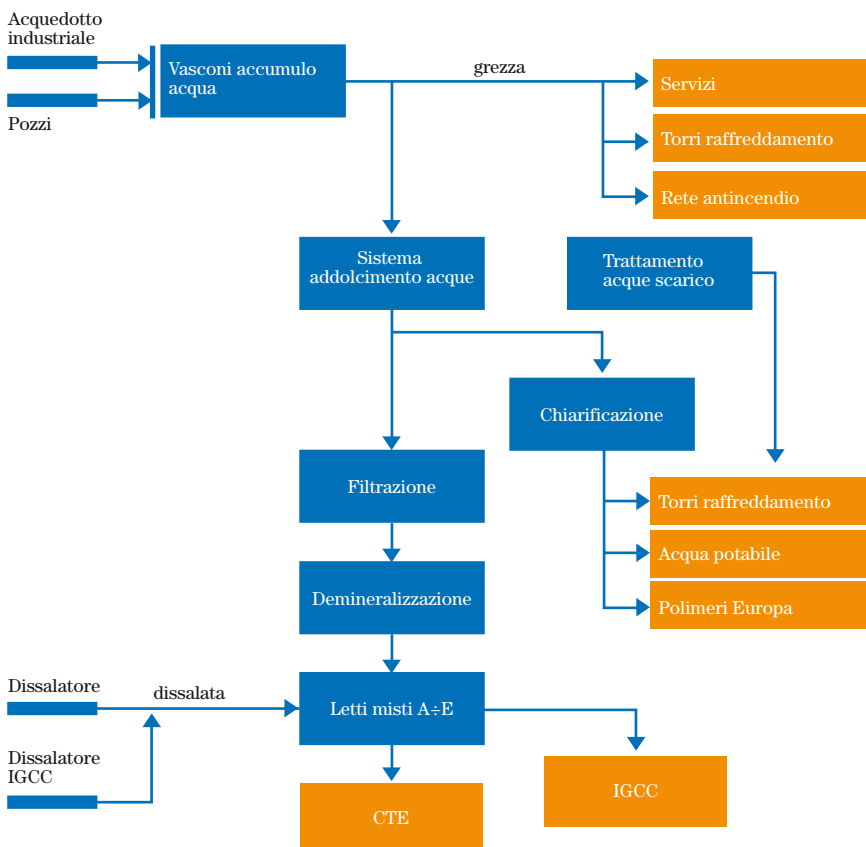 Acquedotto
industriale
Vasconi accumulo
acqua
Pozzi
grezza
Servizi
Torri raffreddamento
Rete antincendio
Sistema
addolcimento acque
Trattamento
acque scarico
Chiarificazione
Filtrazione
Torri raffreddamento
Acqua potabile
Polimeri Europa
Demineralizzazione
Dissalatore
dissalata
Letti misti A÷E
Dissalatore
IGCC
CTE
IGCC